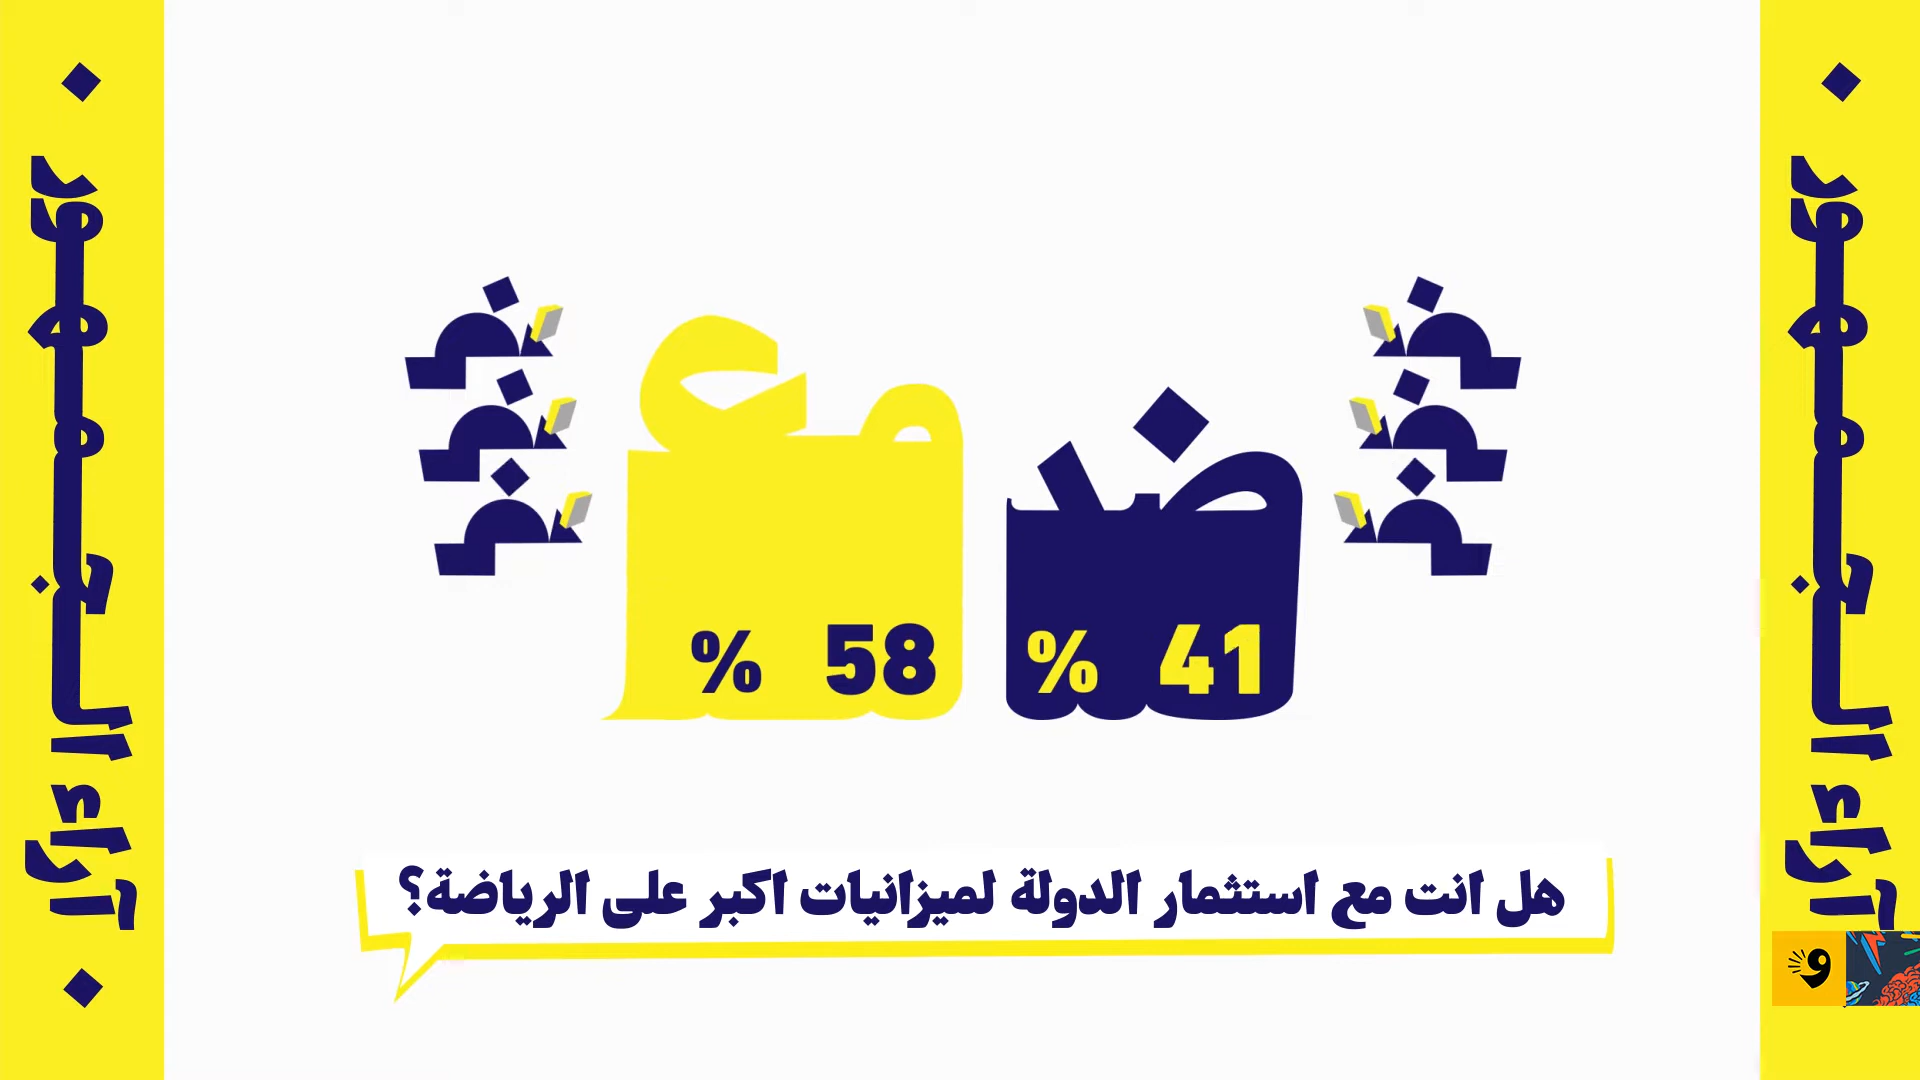 آراء الجمهور
ضد مع
41 %
58 %
هل انت مع استثمار الدولة لميزانيات اكبر على الرياضة؟
آراء الجمهور
و